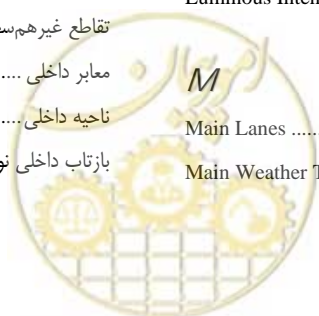 Luminous Inten
تقاطع غیرهمس
معابر داخلی ....
ناحیه داخلی ....
بازتاب داخلی نو
M
Main Lanes .....
Main Weather T